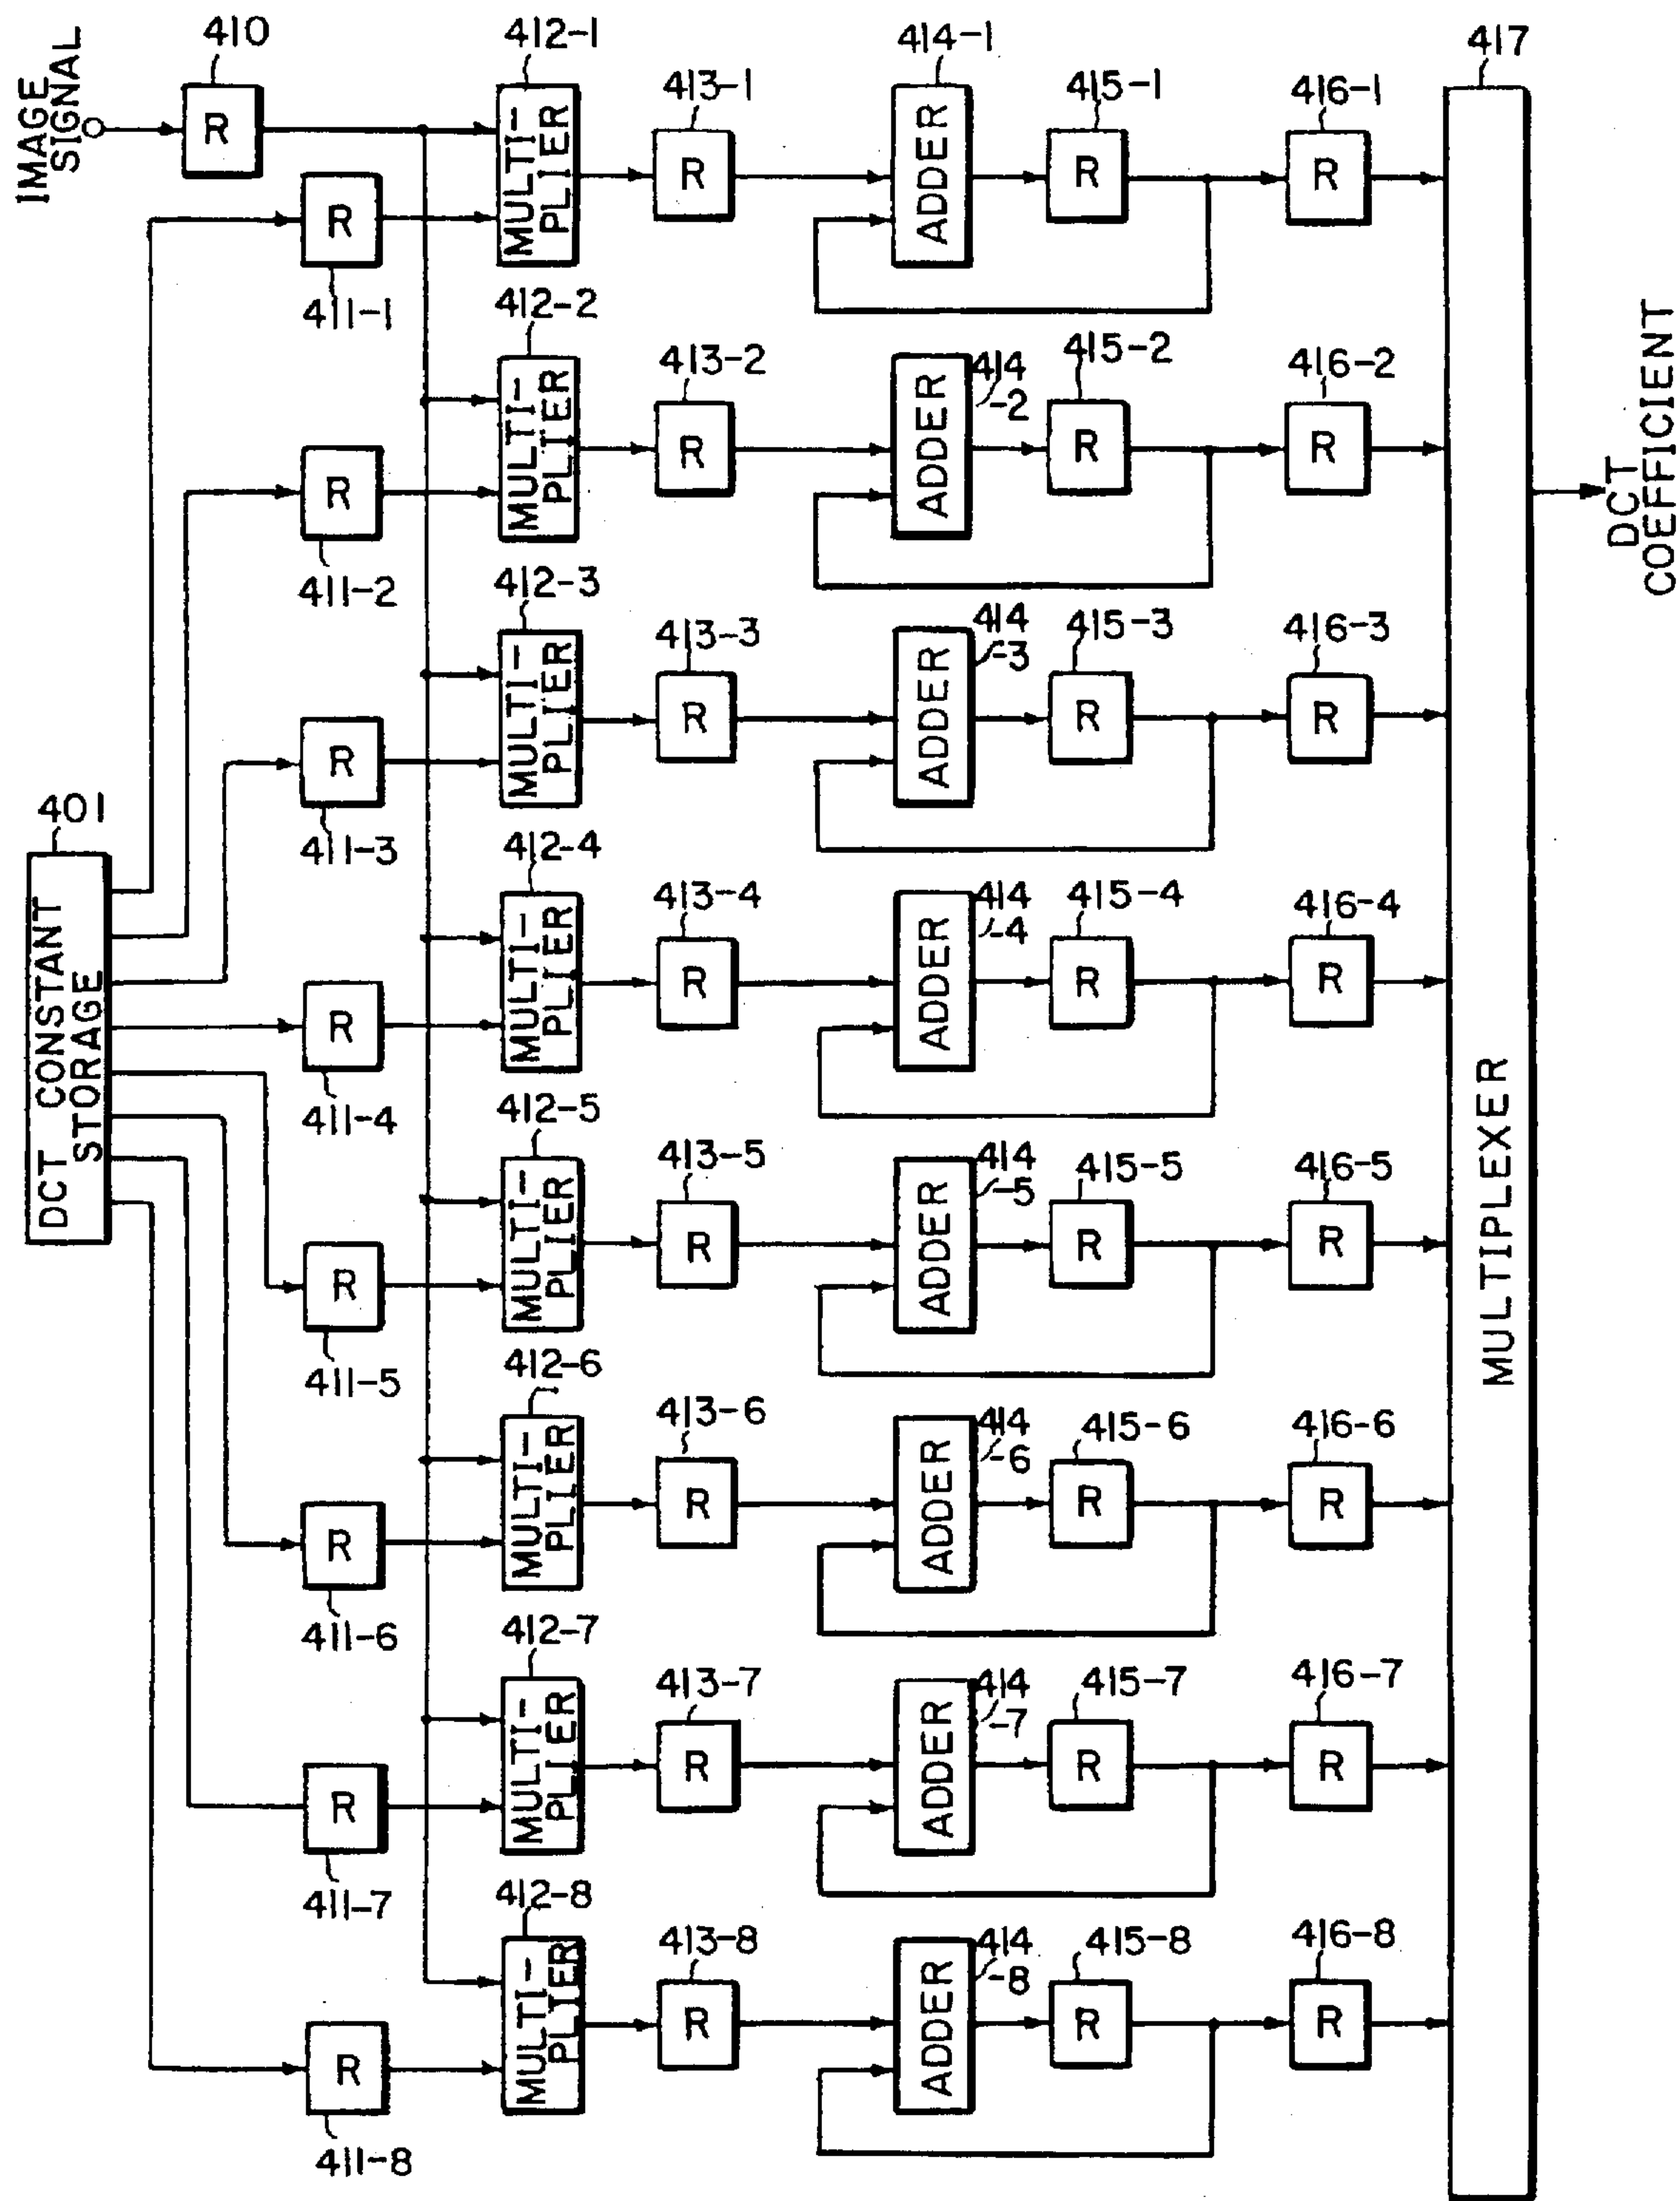 IMAGE
SIGNAL
410
R
412-1
MULTI-
PLIER
413-1
R
414-1
ADDER
415-1
R
416-1
R
417
MULTIPLEXER
R
411-1
412-2
MULTI-
PLIER
413-2
R
ADDER
414
-2
415-2
R
416-2
R
DCT
COEFFICIENT
R
411-2
412-3
MULTI-
PLIER
413-3
R
ADDER
414
-3
415-3
R
416-3
R
R
411-3
401
DCT CONSTANT
STORAGE
412-4
MULTI-
PLIER
413-4
R
ADDER
414
-4
415-4
R
416-4
R
R
411-4
412-5
MULTI-
PLIER
413-5
R
ADDER
414
-5
415-5
R
416-5
R
R
411-5
412-6
MULTI-
PLIER
413-6
R
ADDER
414
-6
415-6
R
416-6
R
R
411-6
412-7
MULTI-
PLIER
413-7
R
ADDER
414
-7
415-7
R
416-7
R
R
411-7
412-8
MULTI-
PLIER
413-8
R
ADDER
414
-8
415-8
R
416-8
R
R
411-8